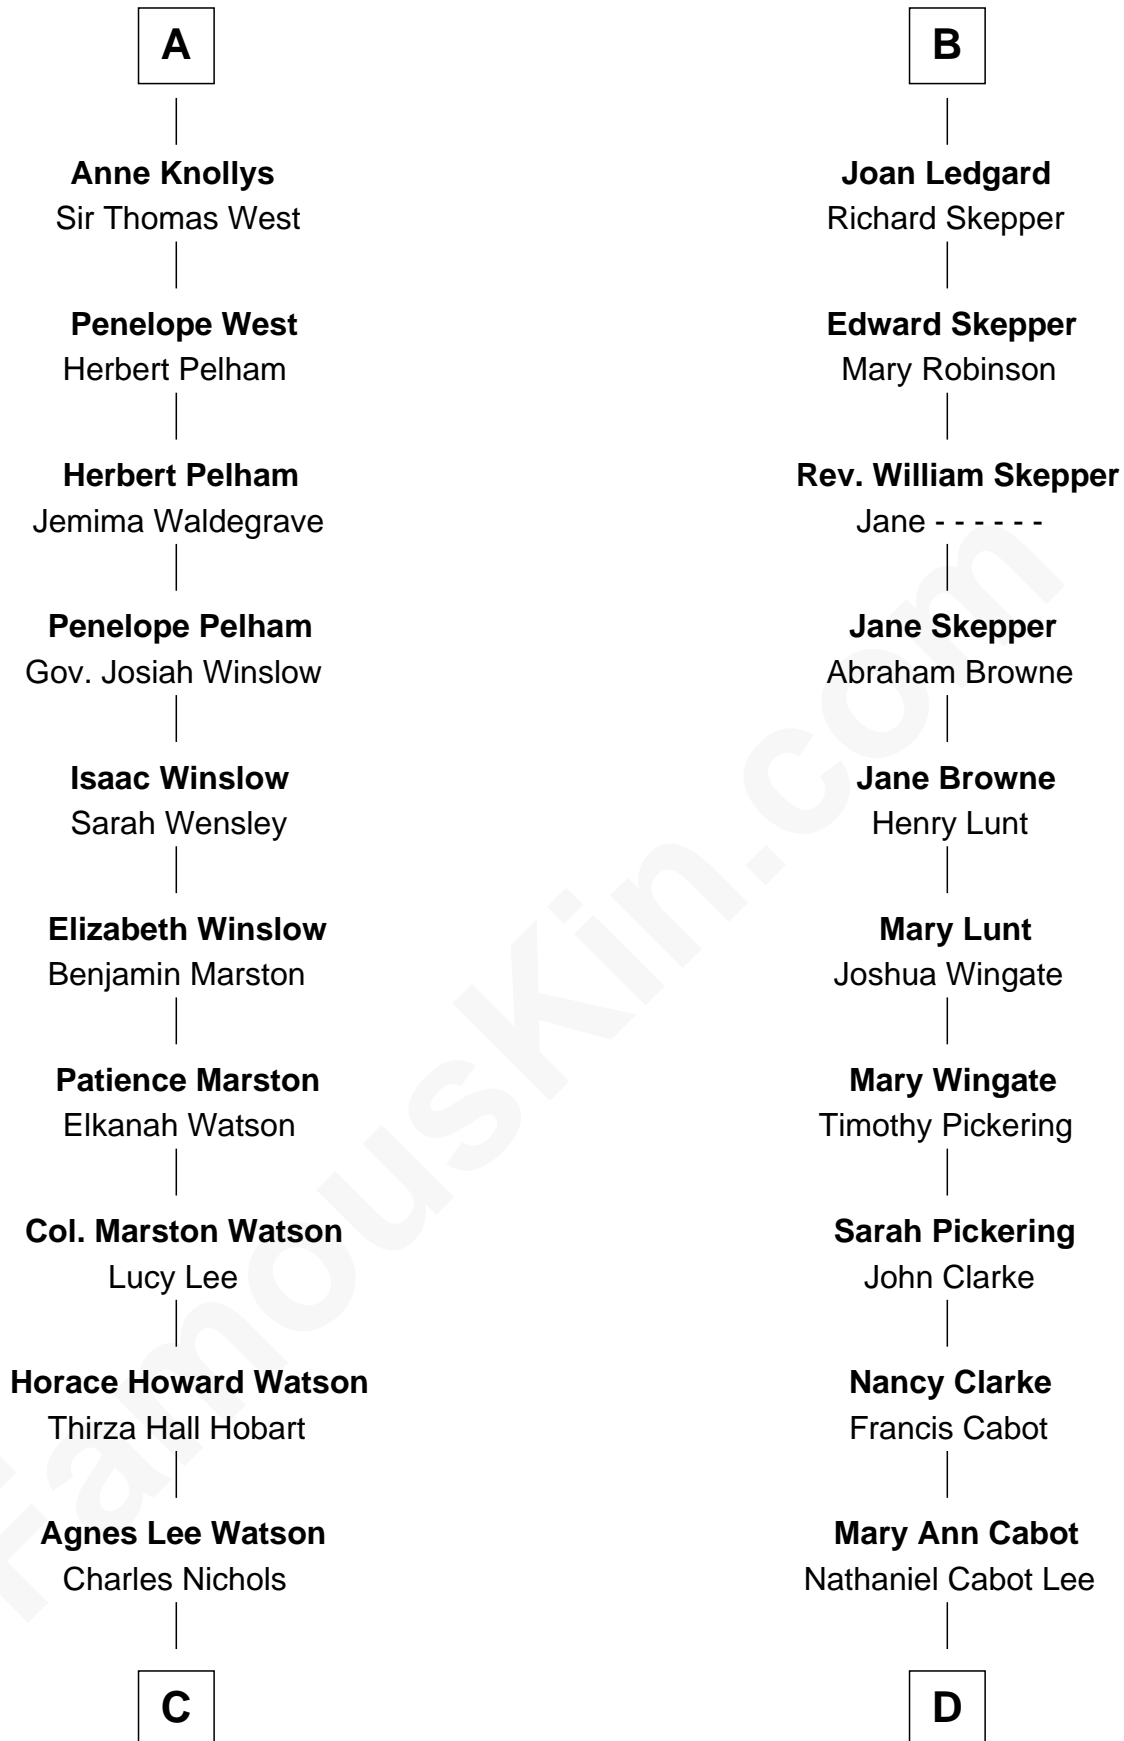 A
Anne Knollys
Sir Thomas West
Penelope West
Herbert Pelham
Herbert Pelham
Jemima Waldegrave
Penelope Pelham
Gov. Josiah Winslow
Isaac Winslow
Sarah Wensley
Elizabeth Winslow
Benjamin Marston
Patience Marston
Elkanah Watson
Col. Marston Watson
Lucy Lee
Horace Howard Watson
Thirza Hall Hobart
Agnes Lee Watson
Charles Nichols
C
B
Joan Ledgard
Richard Skepper
Edward Skepper
Mary Robinson
Rev. William Skepper
Jane - - - - - -
Jane Skepper
Abraham Browne
Jane Browne
Henry Lunt
Mary Lunt
Joshua Wingate
Mary Wingate
Timothy Pickering
Sarah Pickering
John Clarke
Nancy Clarke
Francis Cabot
Mary Ann Cabot
Nathaniel Cabot Lee
D
FamousKin.com